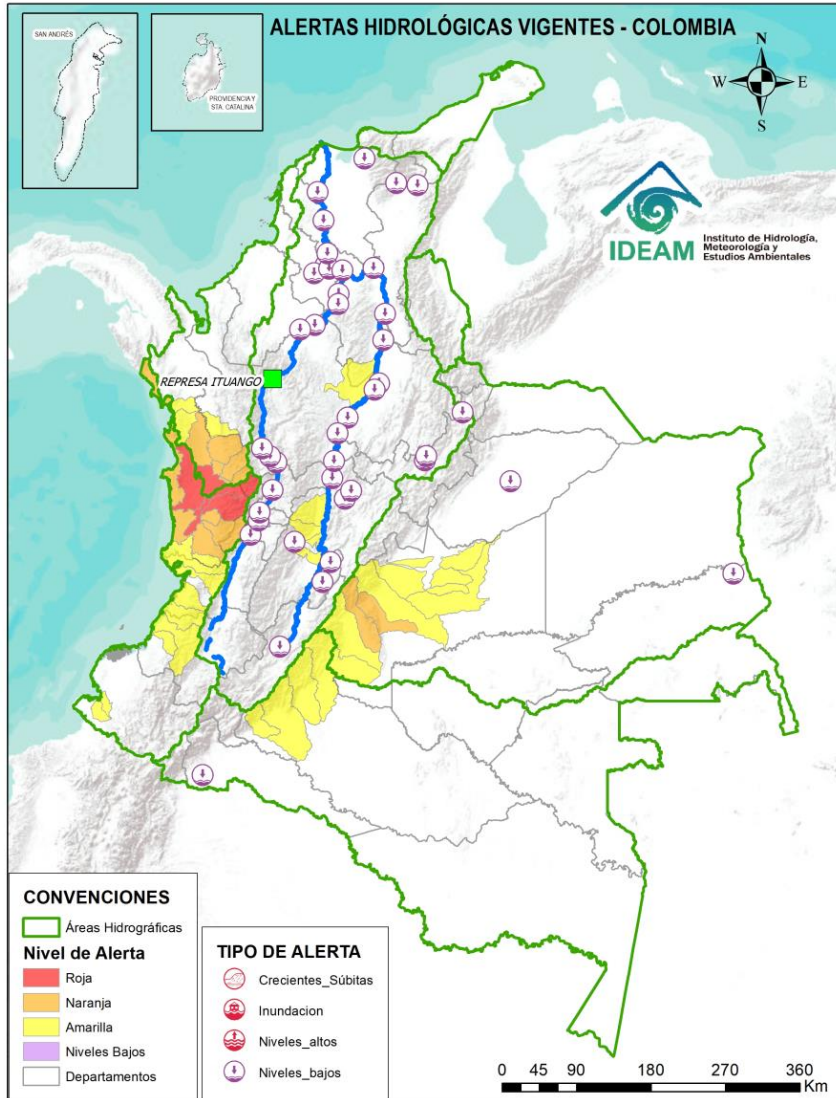 ALERTAS HIDROLÓGICAS VIGENTES - COLOMBIA
SAN ANDRÉS
PROVIDENCIA Y
STA. CATALINA
N
W
E
S
IDEAM
Instituto de Hidrología,
Meteorología y
Estudios Ambientales
REPRESA ITUANGO
CONVENCIONES
Áreas Hidrográficas
Nivel de Alerta
Roja
Naranja
Amarilla
Niveles Bajos
Departamentos
TIPO DE ALERTA
Crecientes_Súbitas
Inundacion
Niveles_altos
Niveles_bajos
0 45 90 180 270 360
Km